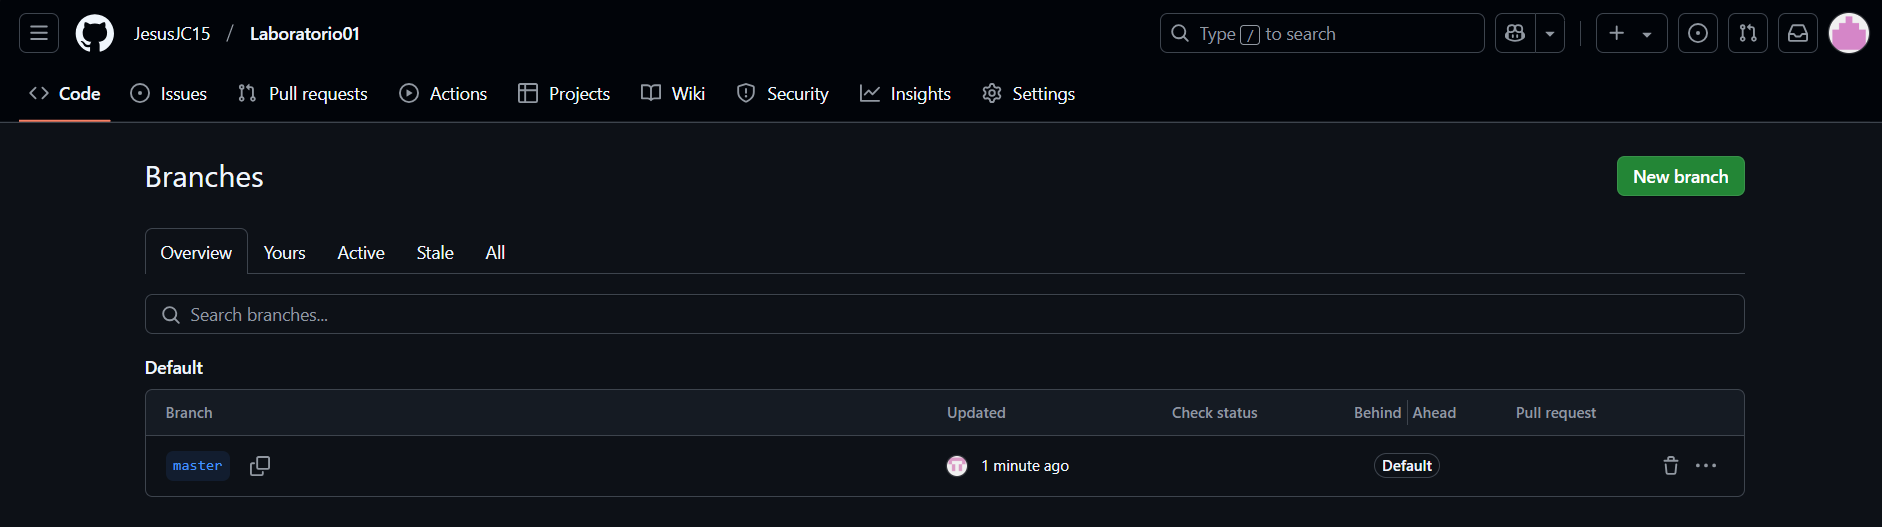 JesusJC15 / Laboratorio01
Type / to search
Code Issues Pull requests Actions Projects Wiki Security Insights Settings
Branches
New branch
Overview Yours Active Stale All
Search branches...
Default
Branch Updated Check status Behind Ahead Pull request
master 1 minute ago Default